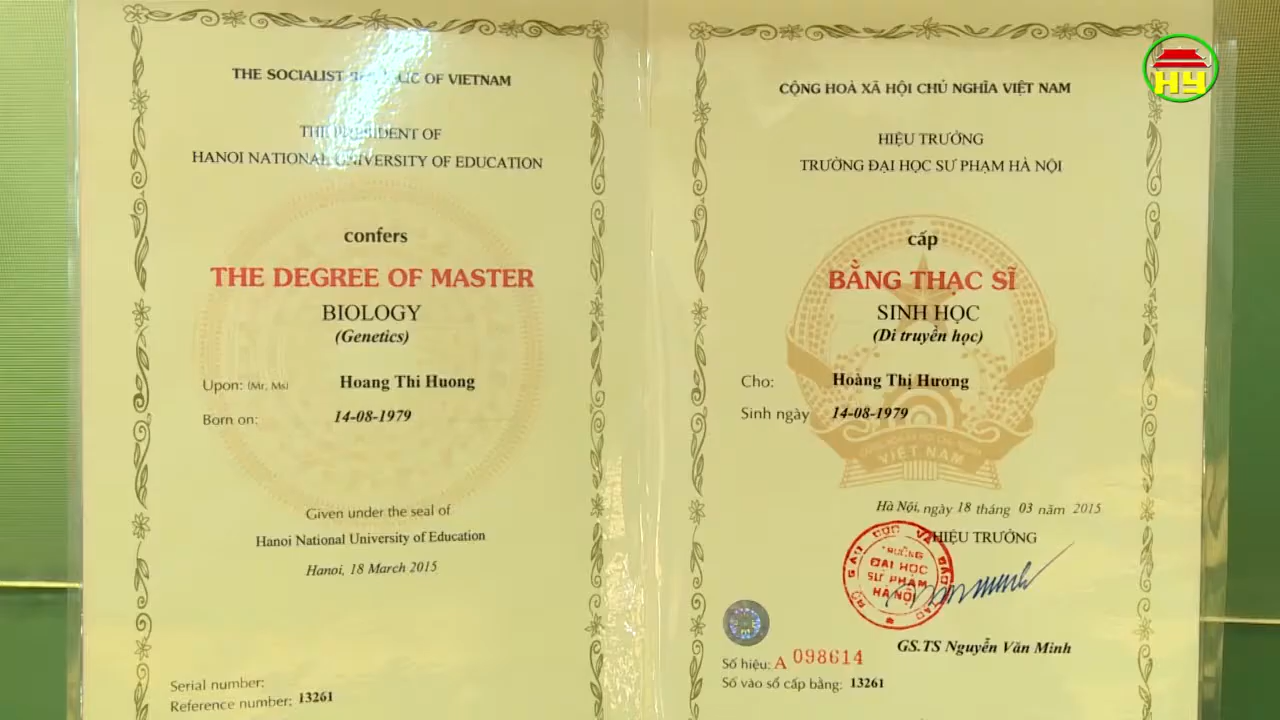 THE SOCIALIST REPUBLIC OF VIETNAM
THE PRESIDENT OF
HANOI NATIONAL UNIVERSITY OF EDUCATION
confers
THE DEGREE OF MASTER
BIOLOGY
(Genetics)
Upon: (Mr, Ms) Hoang Thi Huong
Born on: 14-08-1979
Given under the seal of
Hanoi National University of Education
Hanoi, 18 March 2015
Serial number:
Reference number: 13261
CỘNG HOÀ XÃ HỘI CHỦ NGHĨA VIỆT NAM
HIỆU TRƯỞNG
TRƯỜNG ĐẠI HỌC SƯ PHẠM HÀ NỘI
cấp
BẰNG THẠC SĨ
SINH HỌC
(Di truyền học)
Cho: Hoàng Thị Hương
Sinh ngày 14-08-1979
VIỆT NAM
Hà Nội, ngày 18 tháng 03 năm 2015
HIỆU TRƯỞNG
TRƯỜNG
ĐẠI HỌC
SƯ PHẠM
HÀ NỘI
GS.TS Nguyễn Văn Minh
Số hiệu: A 098614
Số vào sổ cấp bằng: 13261
HY